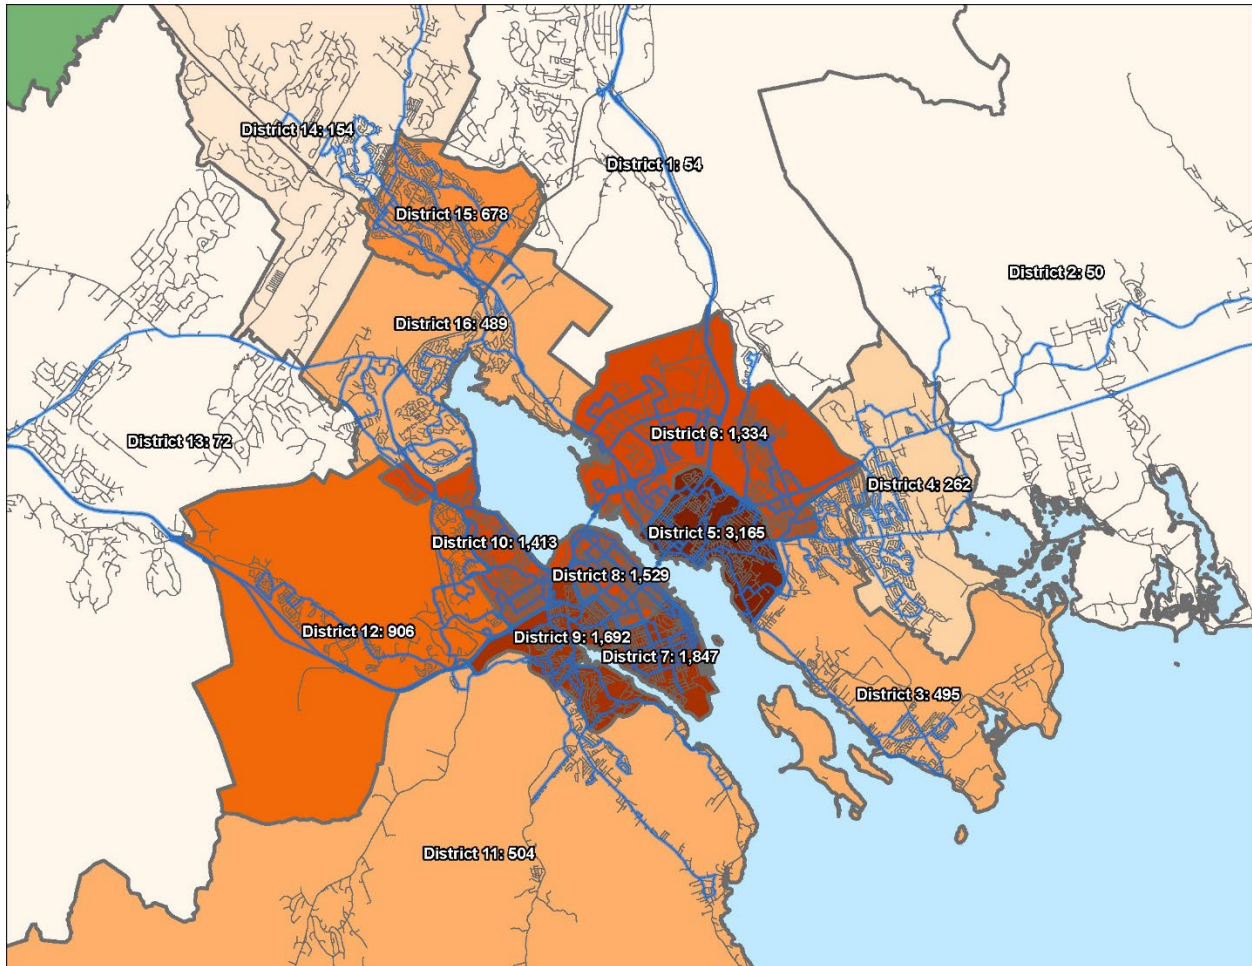 District 14: 154
District 1: 54
District 15: 678
District 2: 50
District 16: 489
District 13: 72
District 6: 1,334
District 4: 262
District 5: 3,165
District 10: 1,413
District 8: 1,529
District 12: 906
District 9: 1,692
District 7: 1,847
District 3: 495
District 11: 504